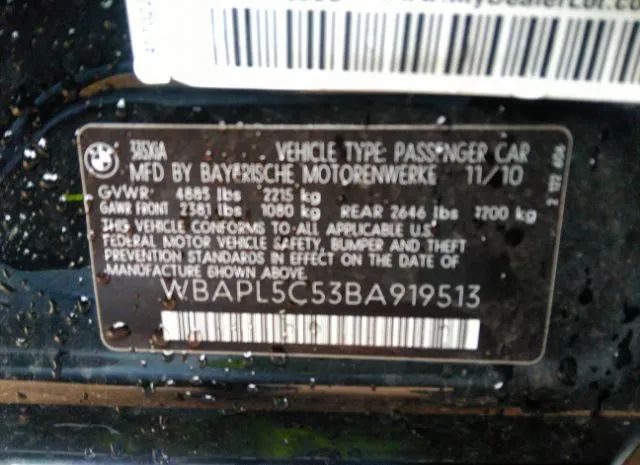 BMW
335XIA VEHICLE TYPE: PASSENGER CAR
MFD BY BAYERISCHE MOTORENWERKE 11/10
GVWR 4883 lbs 2215 kg
GAWR FRONT 2381 lbs 1080 kg REAR 2646 lbs 1200 kg
THIS VEHICLE CONFORMS TO ALL APPLICABLE U.S.
FEDERAL MOTOR VEHICLE SAFETY, BUMPER AND THEFT
PREVENTION STANDARDS IN EFFECT ON THE DATE OF
MANUFACTURE SHOWN ABOVE.
WBAPL5C53BA919513